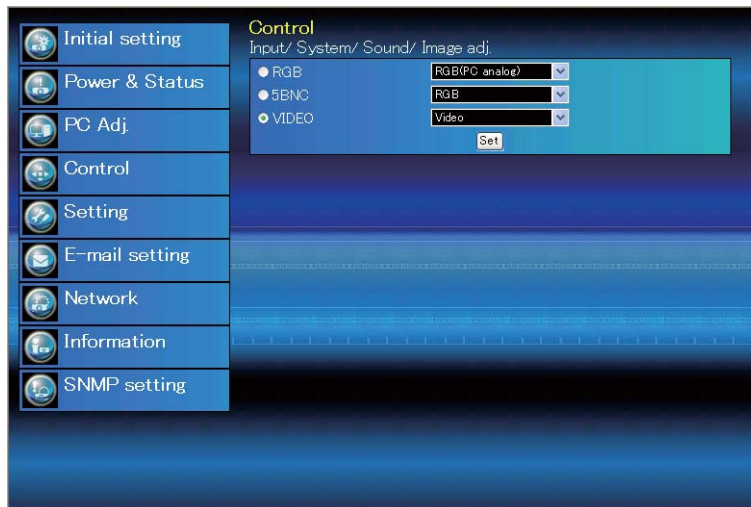 Initial setting
Power & Status
PC Adj.
Control
Setting
E-mail setting
Network
Information
SNMP setting
Control
Input/ System/ Sound/ Image adj.
RGB RGB(PC analog)
5BNC RGB
VIDEO Video
Set